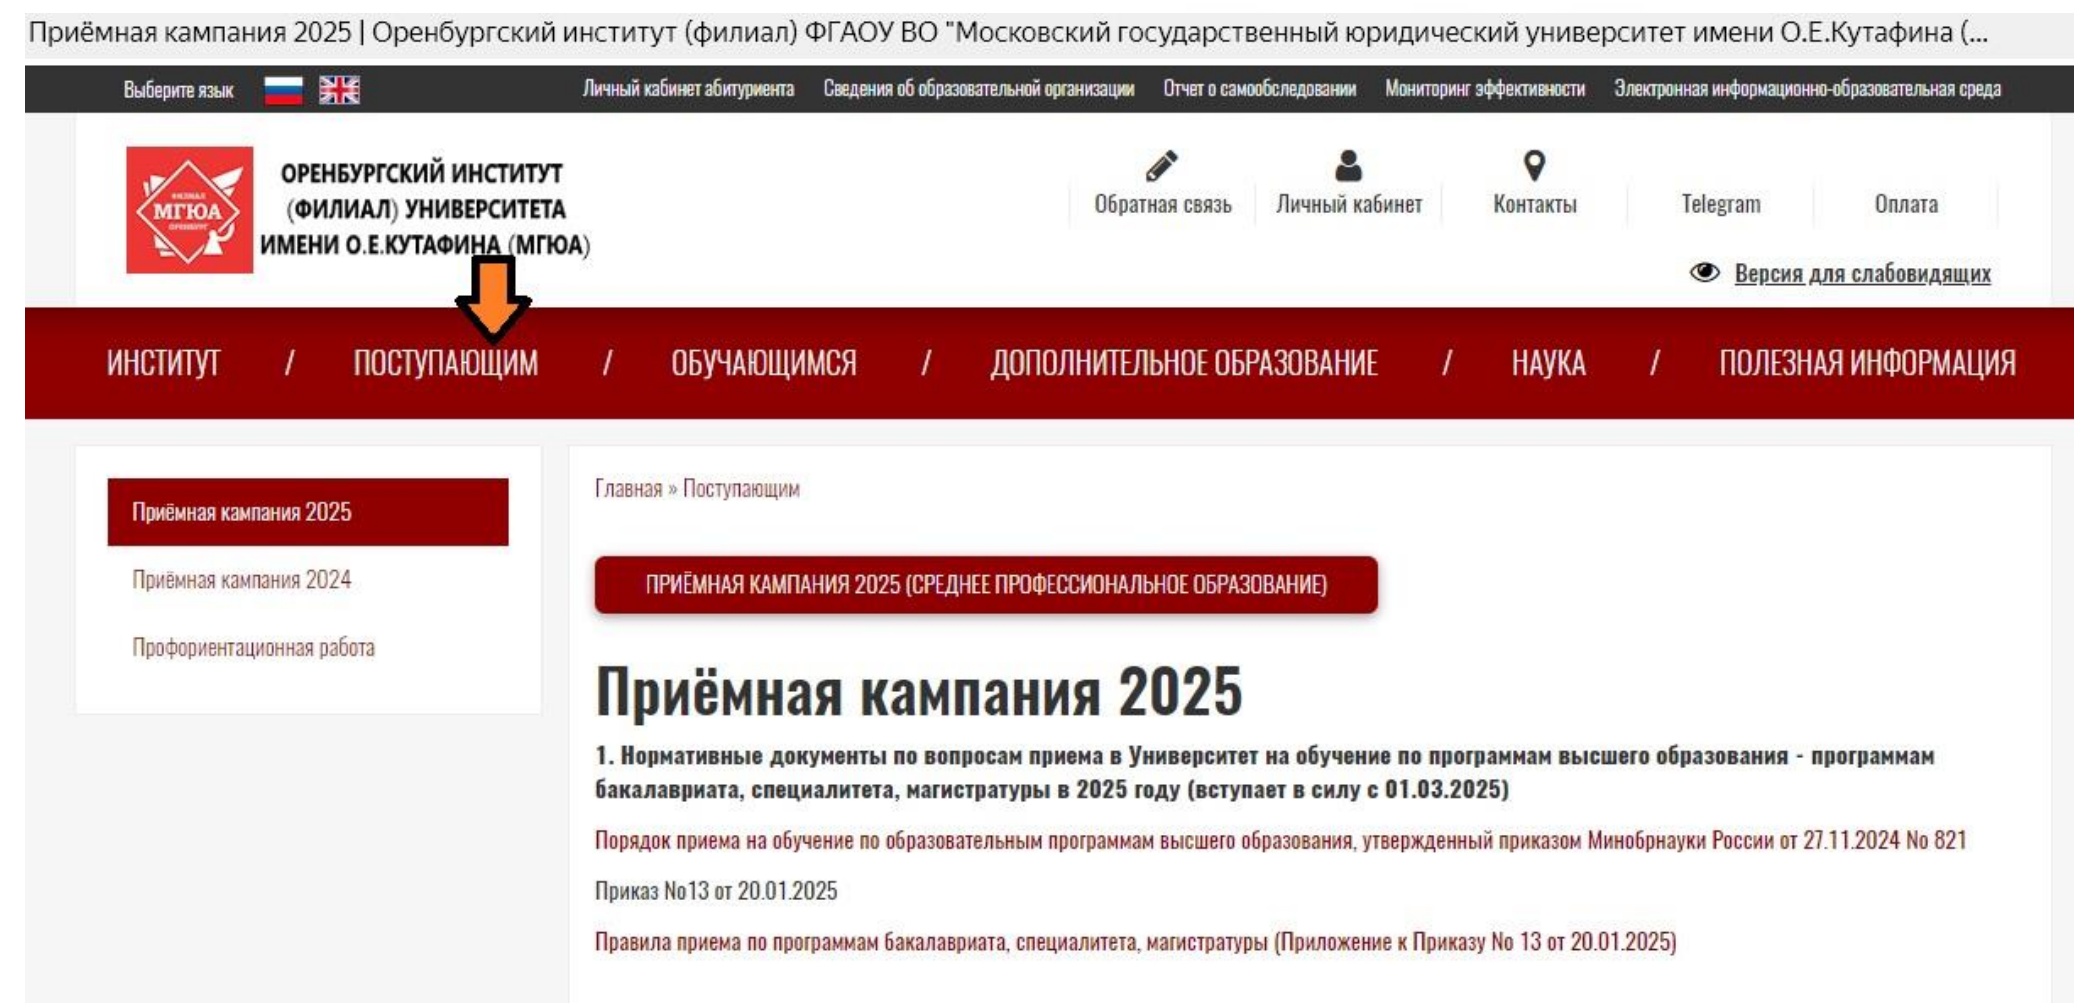 Приёмная кампания 2025 | Оренбургский институт (филиал) ФГАОУ ВО "Московский государственный юридический университет имени О.Е.Кутафина (...
Выберите язык
Личный кабинет абитуриента Сведения об образовательной организации Отчет о самообследовании Мониторинг эффективности Электронная информационно-образовательная среда
ФИЛИАЛ
МГЮА
ОРЕНБУРГ
ОРЕНБУРГСКИЙ ИНСТИТУТ
(ФИЛИАЛ) УНИВЕРСИТЕТА
ИМЕНИ О.Е.КУТАФИНА (МГЮА)
Обратная связь Личный кабинет Контакты Telegram Оплата
Версия для слабовидящих
ИНСТИТУТ / ПОСТУПАЮЩИМ / ОБУЧАЮЩИМСЯ / ДОПОЛНИТЕЛЬНОЕ ОБРАЗОВАНИЕ / НАУКА / ПОЛЕЗНАЯ ИНФОРМАЦИЯ
Приёмная кампания 2025
Приёмная кампания 2024
Профориентационная работа
Главная » Поступающим
ПРИЁМНАЯ КАМПАНИЯ 2025 (СРЕДНЕЕ ПРОФЕССИОНАЛЬНОЕ ОБРАЗОВАНИЕ)
Приёмная кампания 2025
1. Нормативные документы по вопросам приема в Университет на обучение по программам высшего образования - программам
бакалавриата, специалитета, магистратуры в 2025 году (вступает в силу с 01.03.2025)
Порядок приема на обучение по образовательным программам высшего образования, утвержденный приказом Минобрнауки России от 27.11.2024 No 821
Приказ No13 от 20.01.2025
Правила приема по программам бакалавриата, специалитета, магистратуры (Приложение к Приказу No 13 от 20.01.2025)